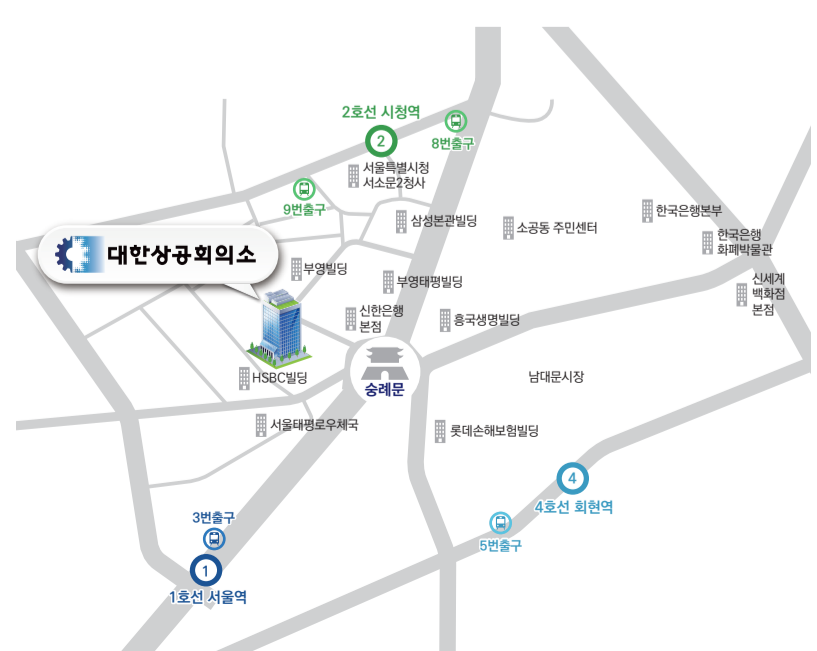 2호선 시청역
2
8번출구
서울특별시청
서소문2청사
9번출구
삼성본관빌딩
소공동 주민센터
한국은행본부
한국은행
화폐박물관
대한상공회의소
부영빌딩
부영태평빌딩
신세계
백화점
본점
신한은행
본점
흥국생명빌딩
HSBC빌딩
숭례문
남대문시장
서울태평로우체국
롯데손해보험빌딩
4
4호선 회현역
3번출구
5번출구
1
1호선 서울역